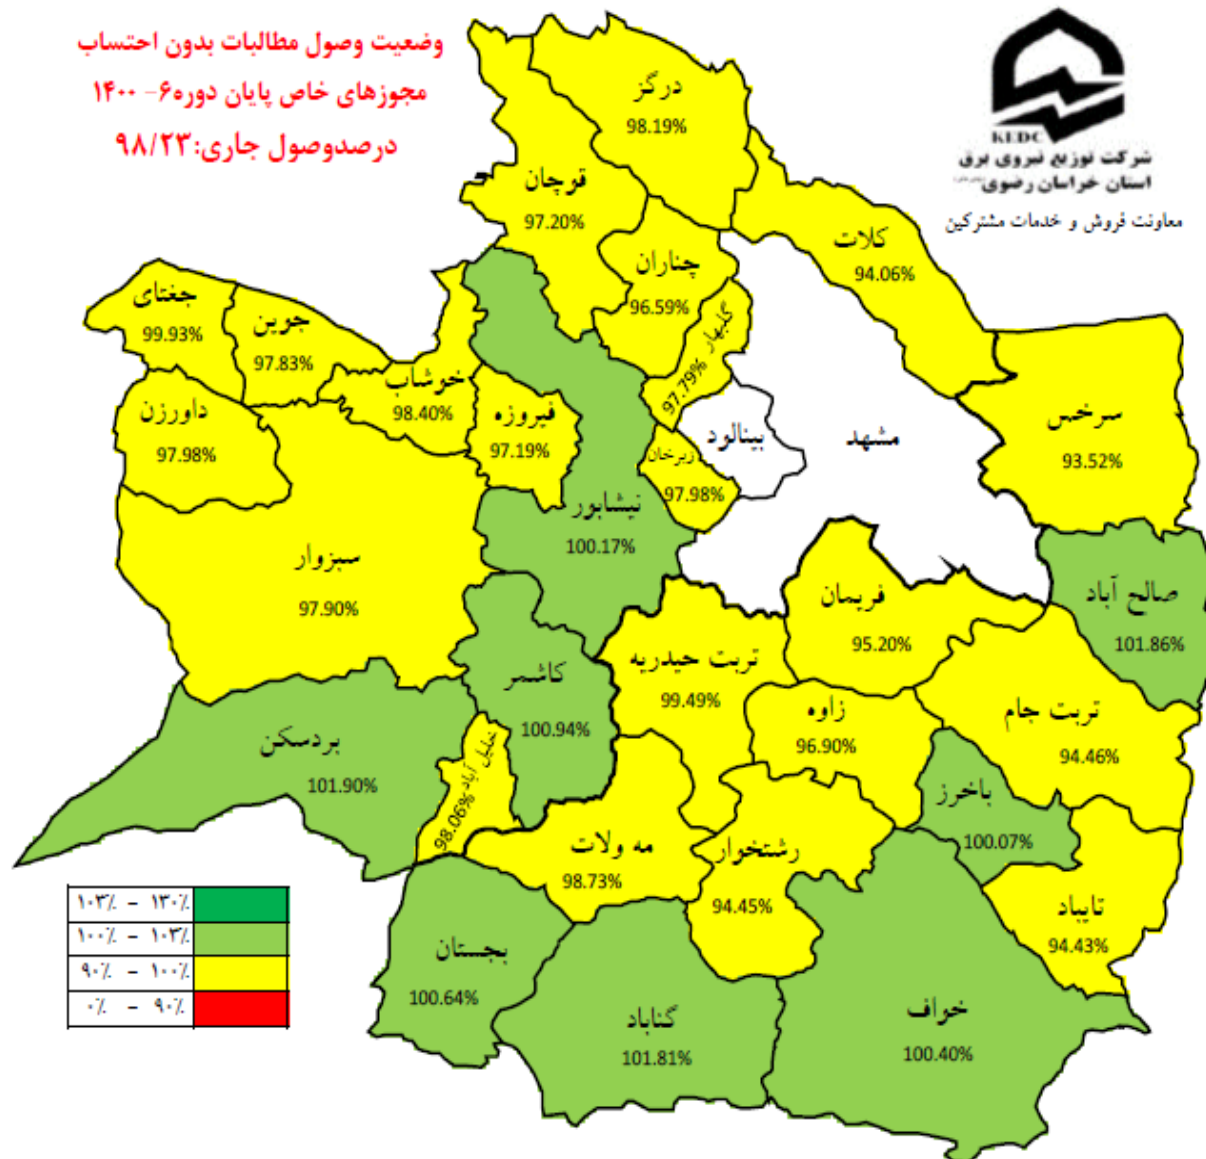 وضعیت وصول مطالبات بدون احتساب
مجوزهای خاص پایان دوره۶- ۱۴۰۰
درصدوصول جاری:۹۸/۲۳
KEDC
شرکت توزیع نیروی برق
استان خراسان رضوی
معاونت فروش و خدمات مشترکین
درگز
98.19%
قوچان
97.20%
کلات
94.06%
چناران
96.59%
گلبهار
97.79%
جغتای
99.93%
جوین
97.83%
خوشاب
98.40%
داورزن
97.98%
فیروزه
97.19%
زبرخان
97.98%
بینالود
مشهد
سرخس
93.52%
نیشابور
100.17%
سبزوار
97.90%
فریمان
95.20%
صالح آباد
101.86%
کاشمر
100.94%
تربت حیدریه
99.49%
زاوه
96.90%
تربت جام
94.46%
بردسکن
101.90%
خلیل آباد
98.06%
باخرز
100.07%
مه ولات
98.73%
رشتخوار
94.45%
تایباد
94.43%
بجستان
100.64%
گناباد
101.81%
خواف
100.40%
۱۰۳٪ - ۱۳۰٪
۱۰۰٪ - ۱۰۳٪
۹۰٪ - ۱۰۰٪
۰٪ - ۹۰٪